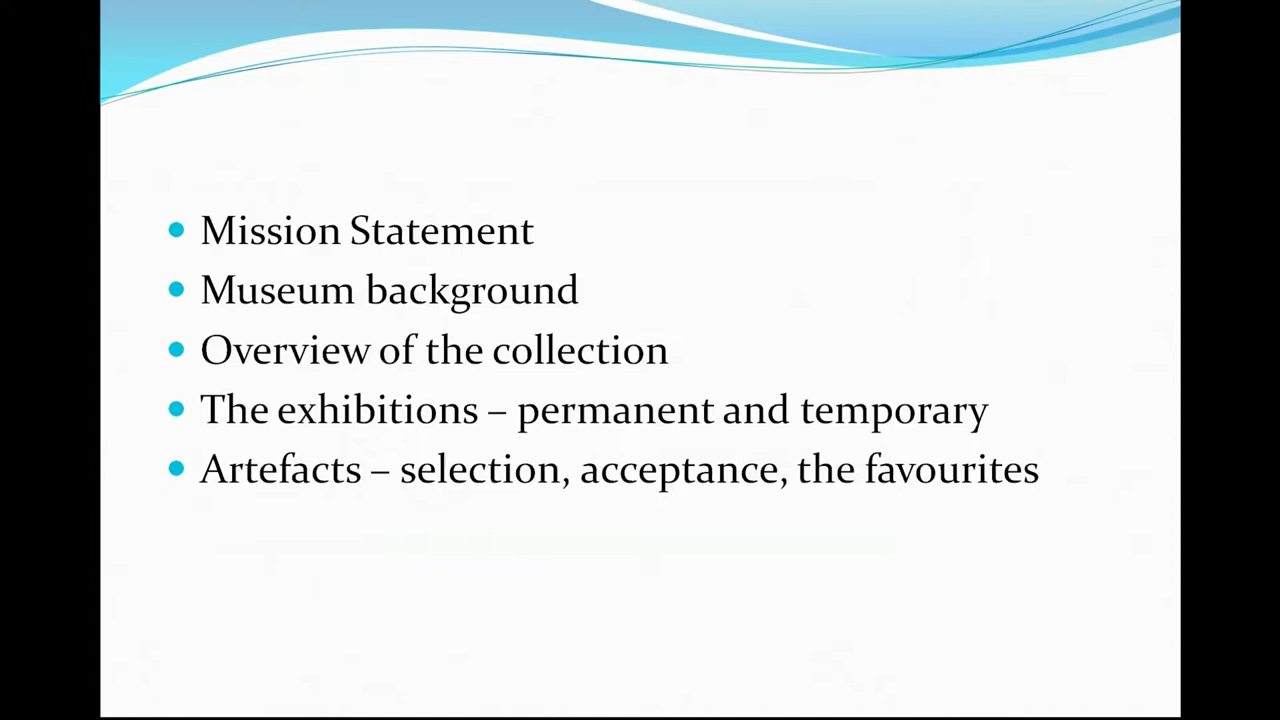 • Mission Statement
• Museum background
• Overview of the collection
• The exhibitions – permanent and temporary
• Artefacts – selection, acceptance, the favourites